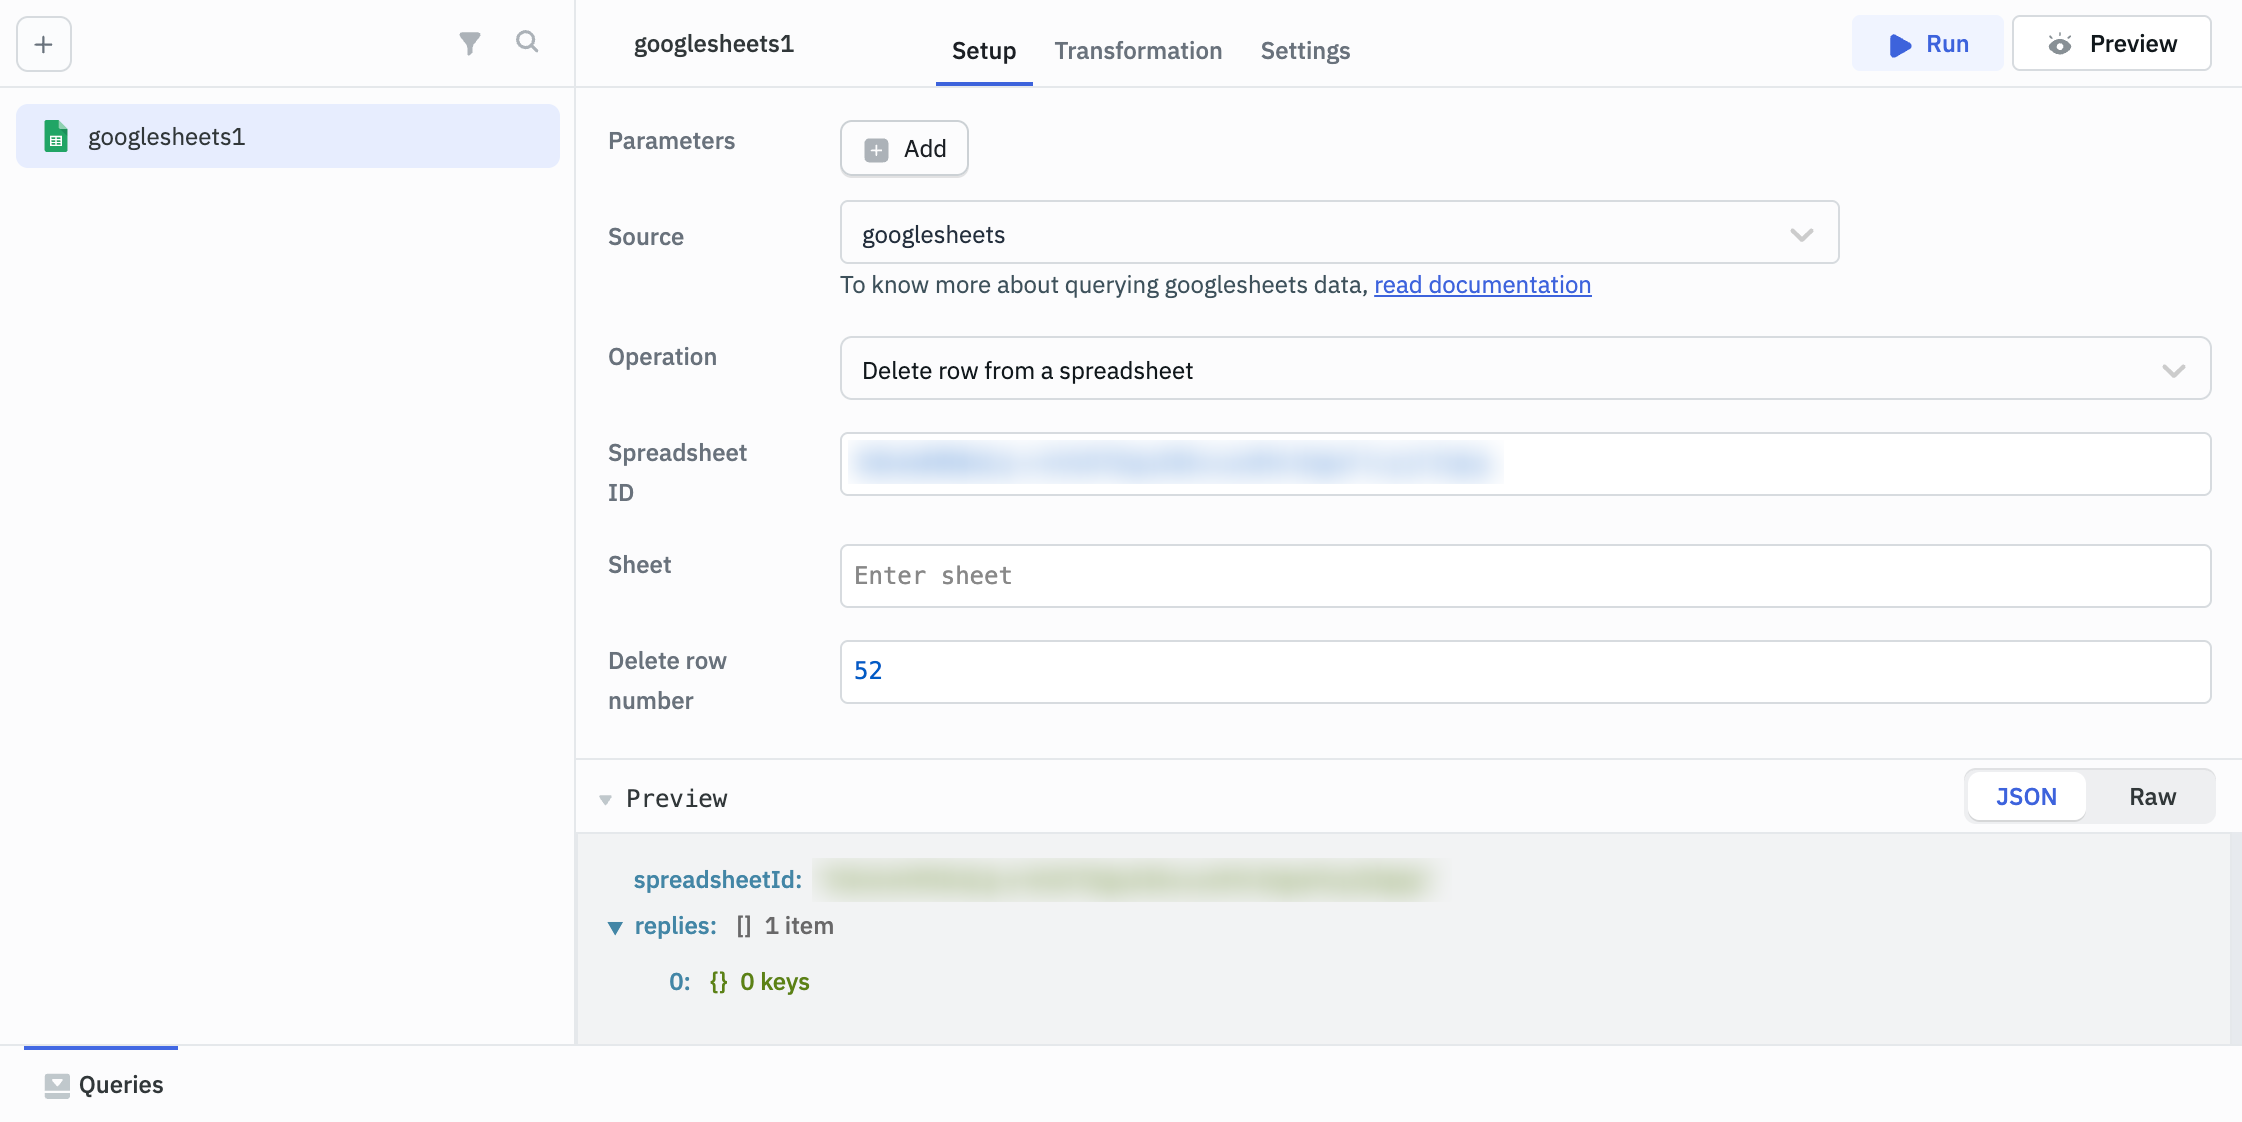 googlesheets1
Setup
Transformation
Settings
Run
Preview
googlesheets1
Parameters
Add
Source
googlesheets
To know more about querying googlesheets data, read documentation
Operation
Delete row from a spreadsheet
Spreadsheet
ID
Sheet
Enter sheet
Delete row
number
52
Preview
JSON
Raw
spreadsheetId:
replies: [] 1 item
0: {} 0 keys
Queries